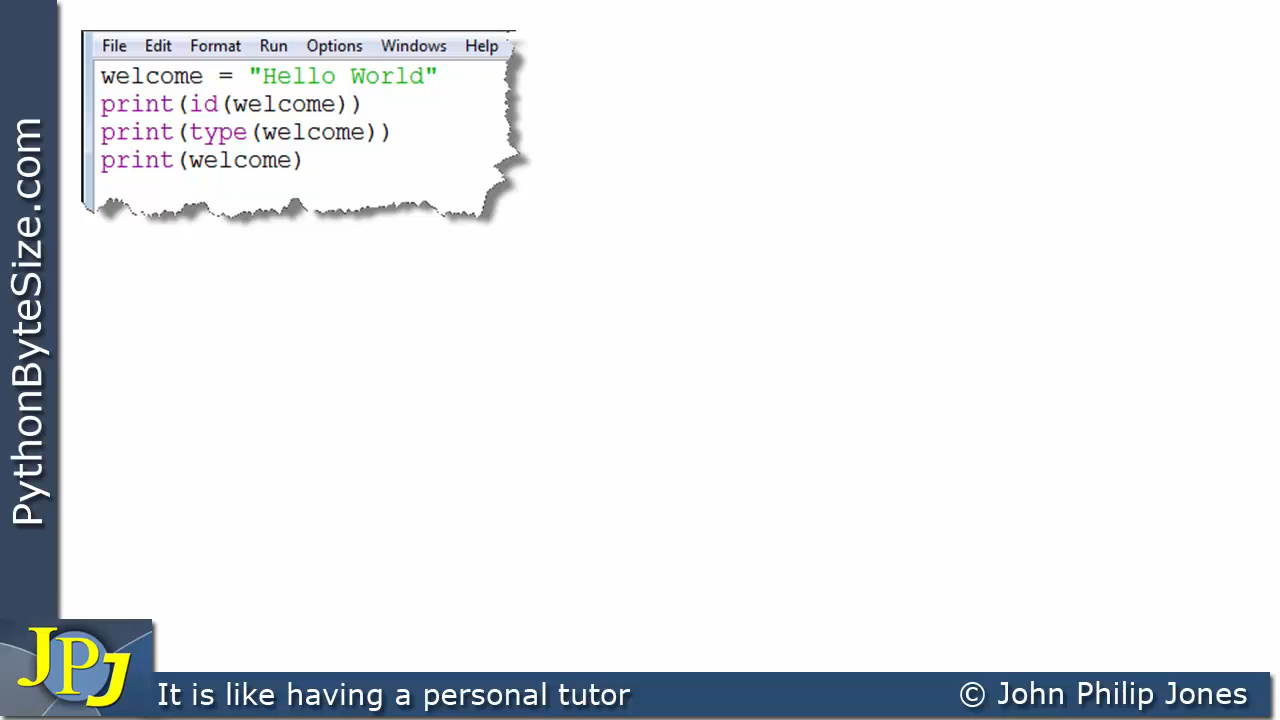 File Edit Format Run Options Windows Help
welcome = "Hello World"
print(id(welcome))
print(type(welcome))
print(welcome)
PythonByteSize.com
JPJ
It is like having a personal tutor
© John Philip Jones